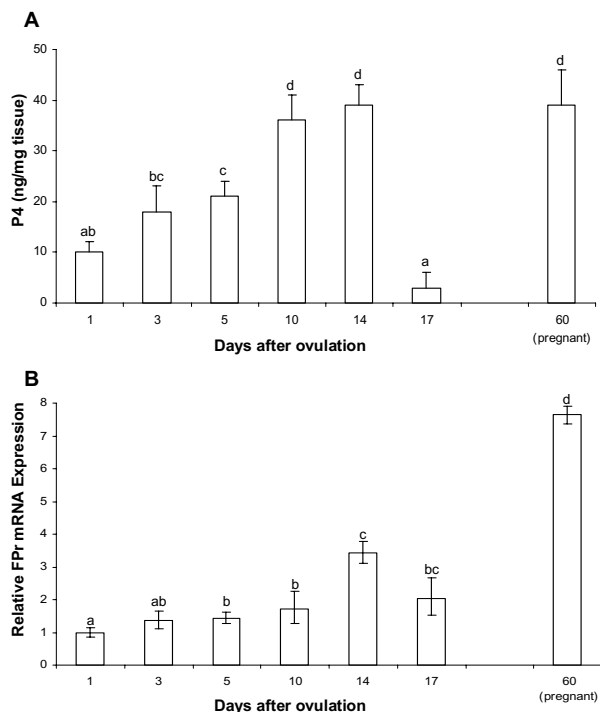 A
P4 (ng/mg tissue)
50
40
30
20
10
0
ab
bc
c
d
d
a
d
1 3 5 10 14 17 60
(pregnant)
Days after ovulation
B
Relative FPr mRNA Expression
8
7
6
5
4
3
2
1
0
a
ab
b
b
c
bc
d
1 3 5 10 14 17 60
(pregnant)
Days after ovulation